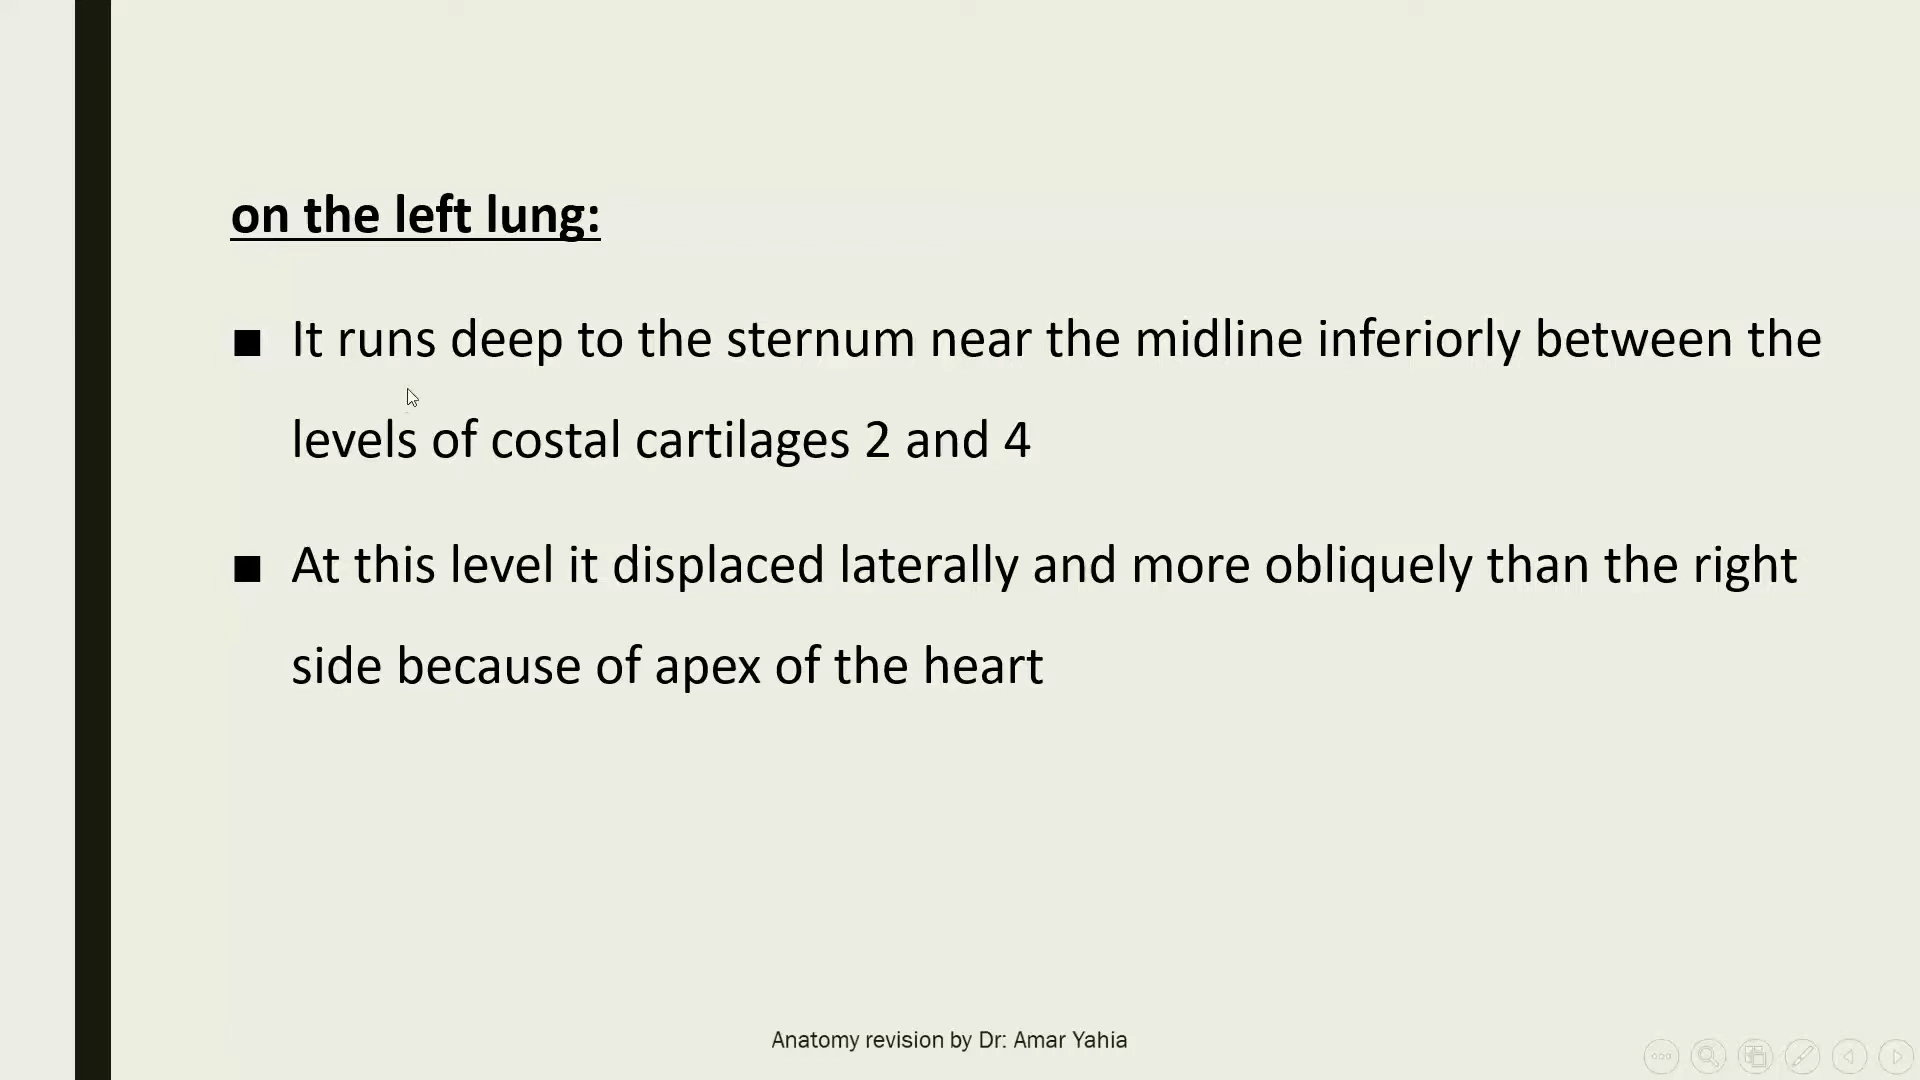 on the left lung:
■ It runs deep to the sternum near the midline inferiorly between the
levels of costal cartilages 2 and 4
■ At this level it displaced laterally and more obliquely than the right
side because of apex of the heart
Anatomy revision by Dr: Amar Yahia